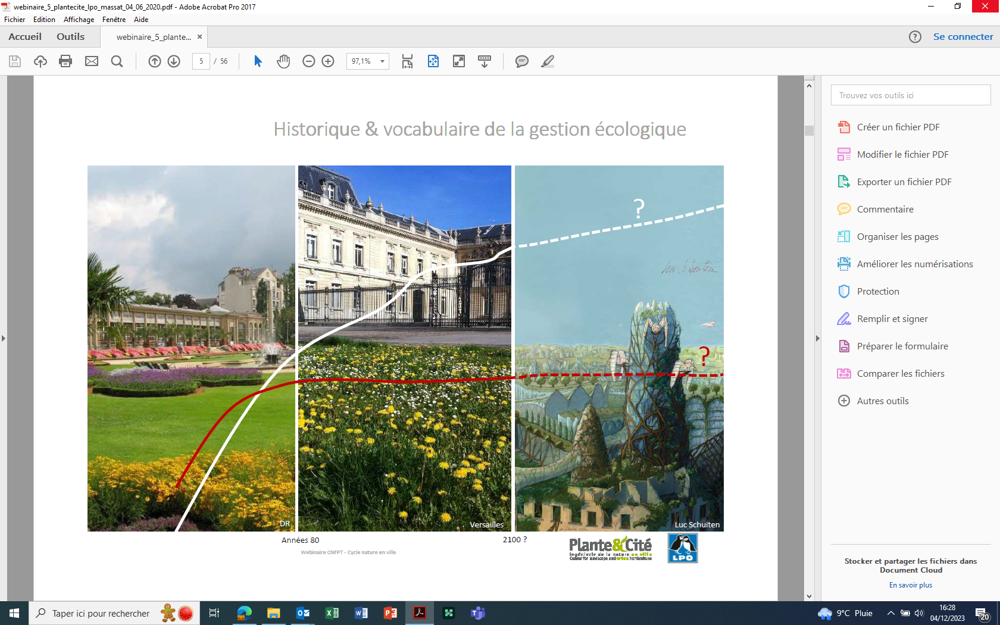 webinaire_5_plantecite_lpo_massat_04_06_2020.pdf - Adobe Acrobat Pro 2017
Fichier Edition Affichage Fenêtre Aide
Accueil Outils webinaire_5_plante... × ? Se connecter
5 / 56 97,1%
Trouvez vos outils ici
Créer un fichier PDF
Modifier le fichier PDF
Exporter un fichier PDF
Commentaire
Organiser les pages
Améliorer les numérisations
Protection
Remplir et signer
Préparer le formulaire
Comparer les fichiers
Autres outils
Stocker et partager les fichiers dans
Document Cloud
En savoir plus
Historique & vocabulaire de la gestion écologique
?
?
DR
Versailles
Luc Schuiten
Années 80
2100 ?
Webinaire CNFPT - Cycle nature en ville
Plante&Cité
Ingénierie de la nature en ville
Center for landscape and urban horticulture
LPO
Taper ici pour rechercher
9°C Pluie
16:28
04/12/2023
20